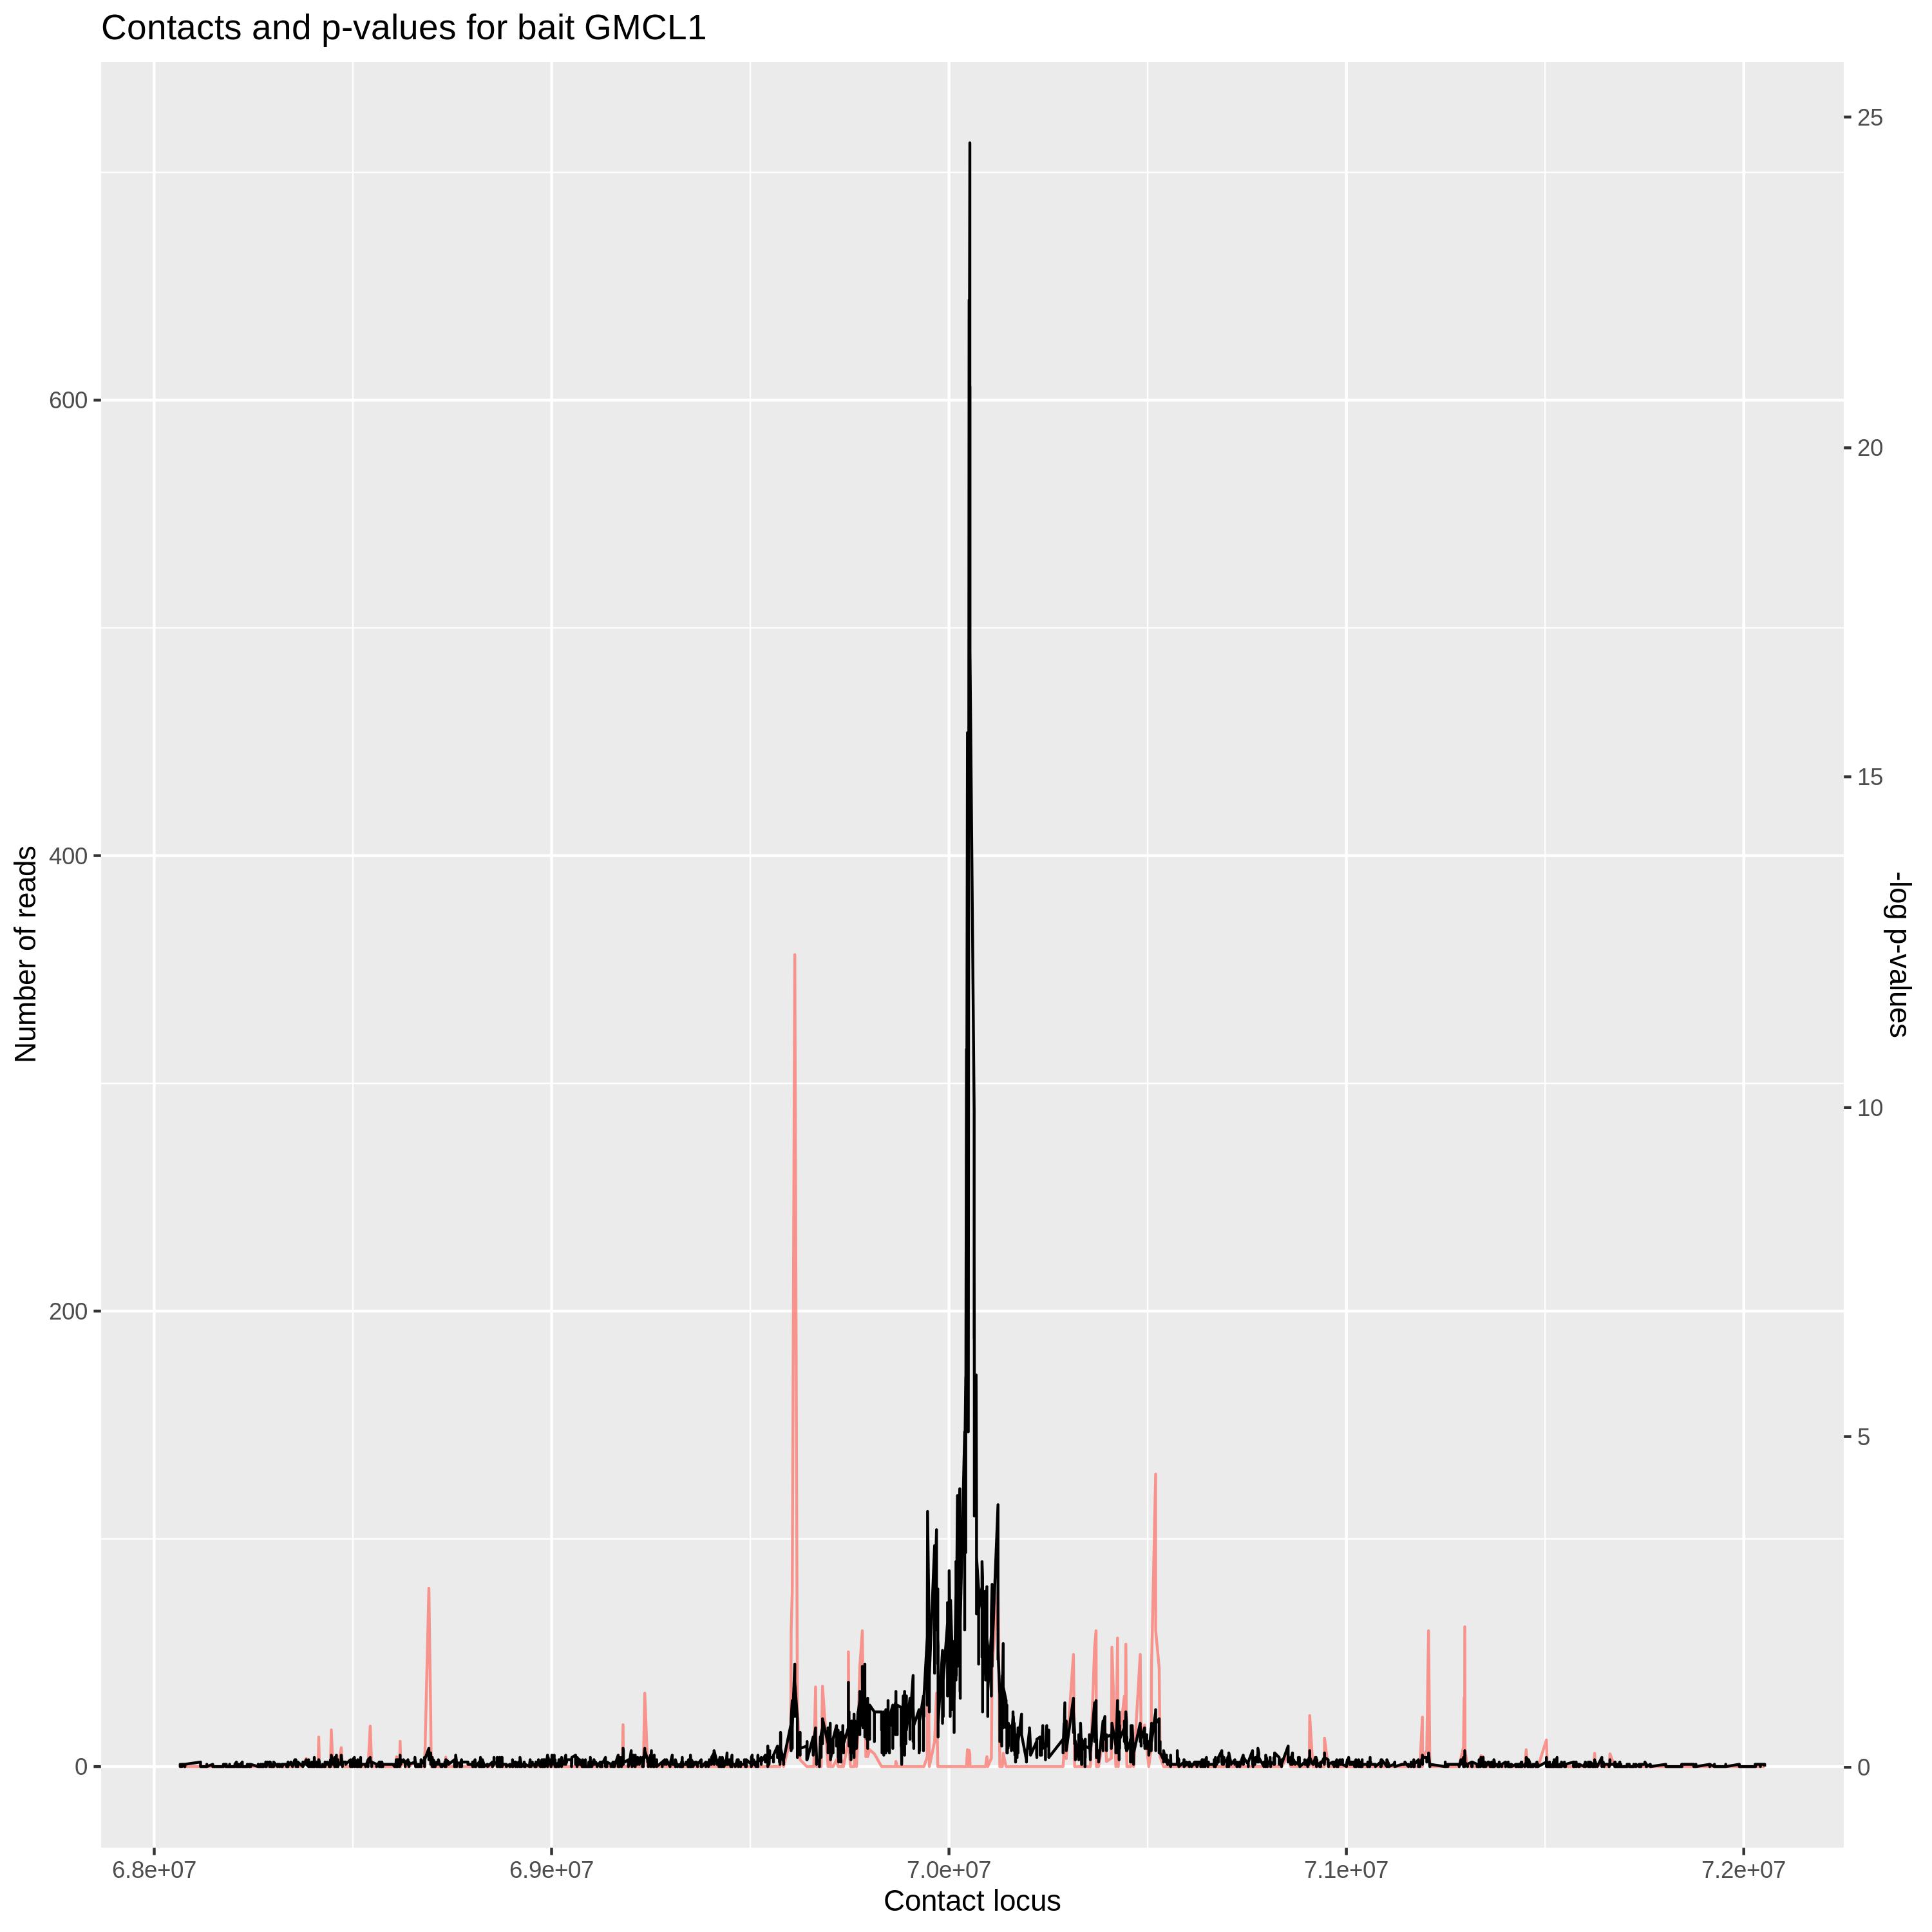 Contacts and p-values for bait GMCL1
Number of reads
600
400
200
0
-log p-values
25
20
15
10
5
0
6.8e+07
6.9e+07
7.0e+07
7.1e+07
7.2e+07
Contact locus